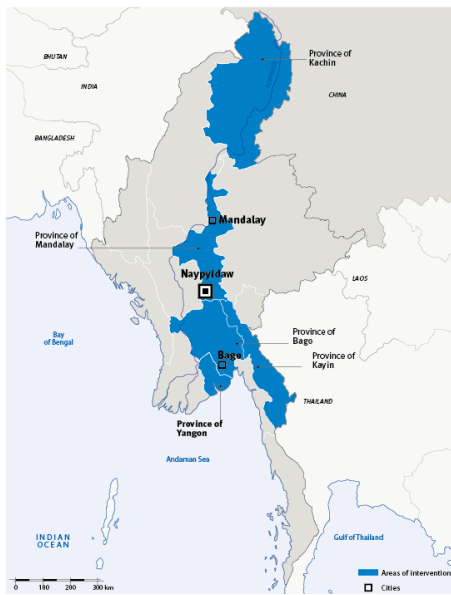 Province of
Kachin
BHUTAN
CHINA
INDIA
BANGLADESH
Mandalay
Province of
Mandalay
Naypyidaw
LAOS
Bay
of Bengal
Province of
Bago
Bago
Province of
Kayin
THAILAND
Province of
Yangon
Andaman Sea
INDIAN
OCEAN
Gulf of Thailand
Areas of intervention
Cities
0 100 200 300 km